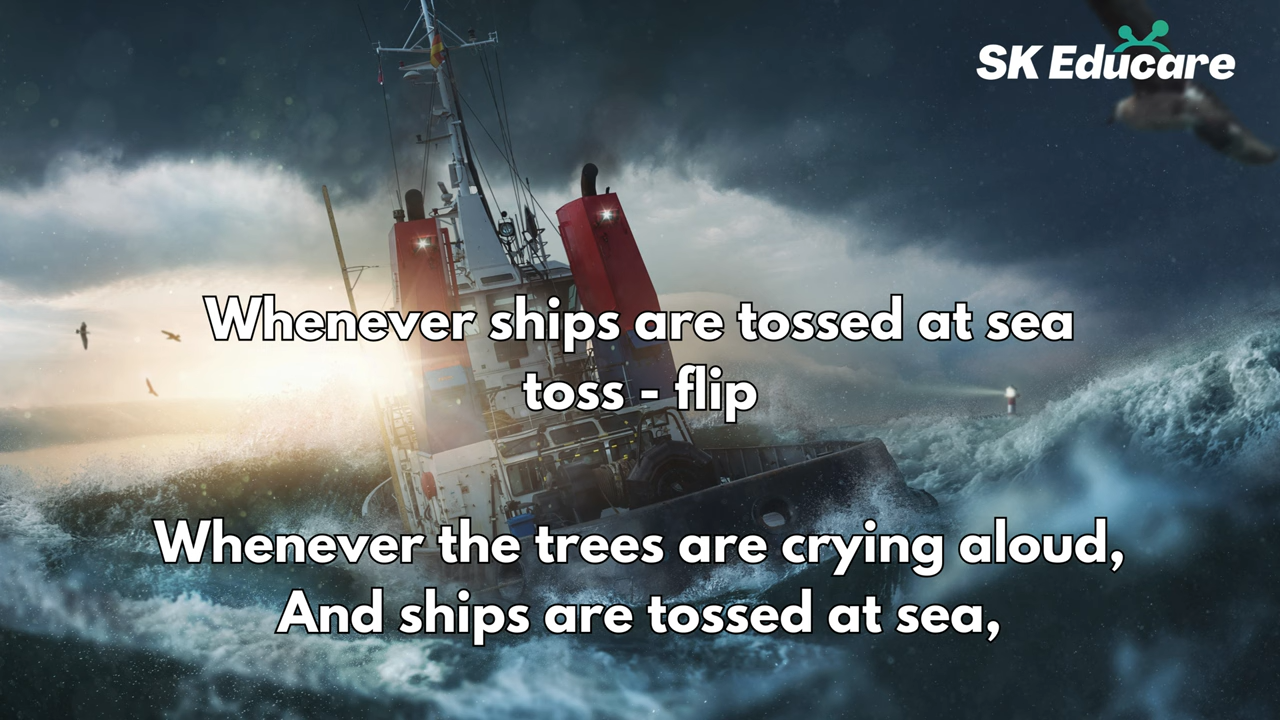 SK Educare
Whenever ships are tossed at sea
toss - flip
Whenever the trees are crying aloud,
And ships are tossed at sea,